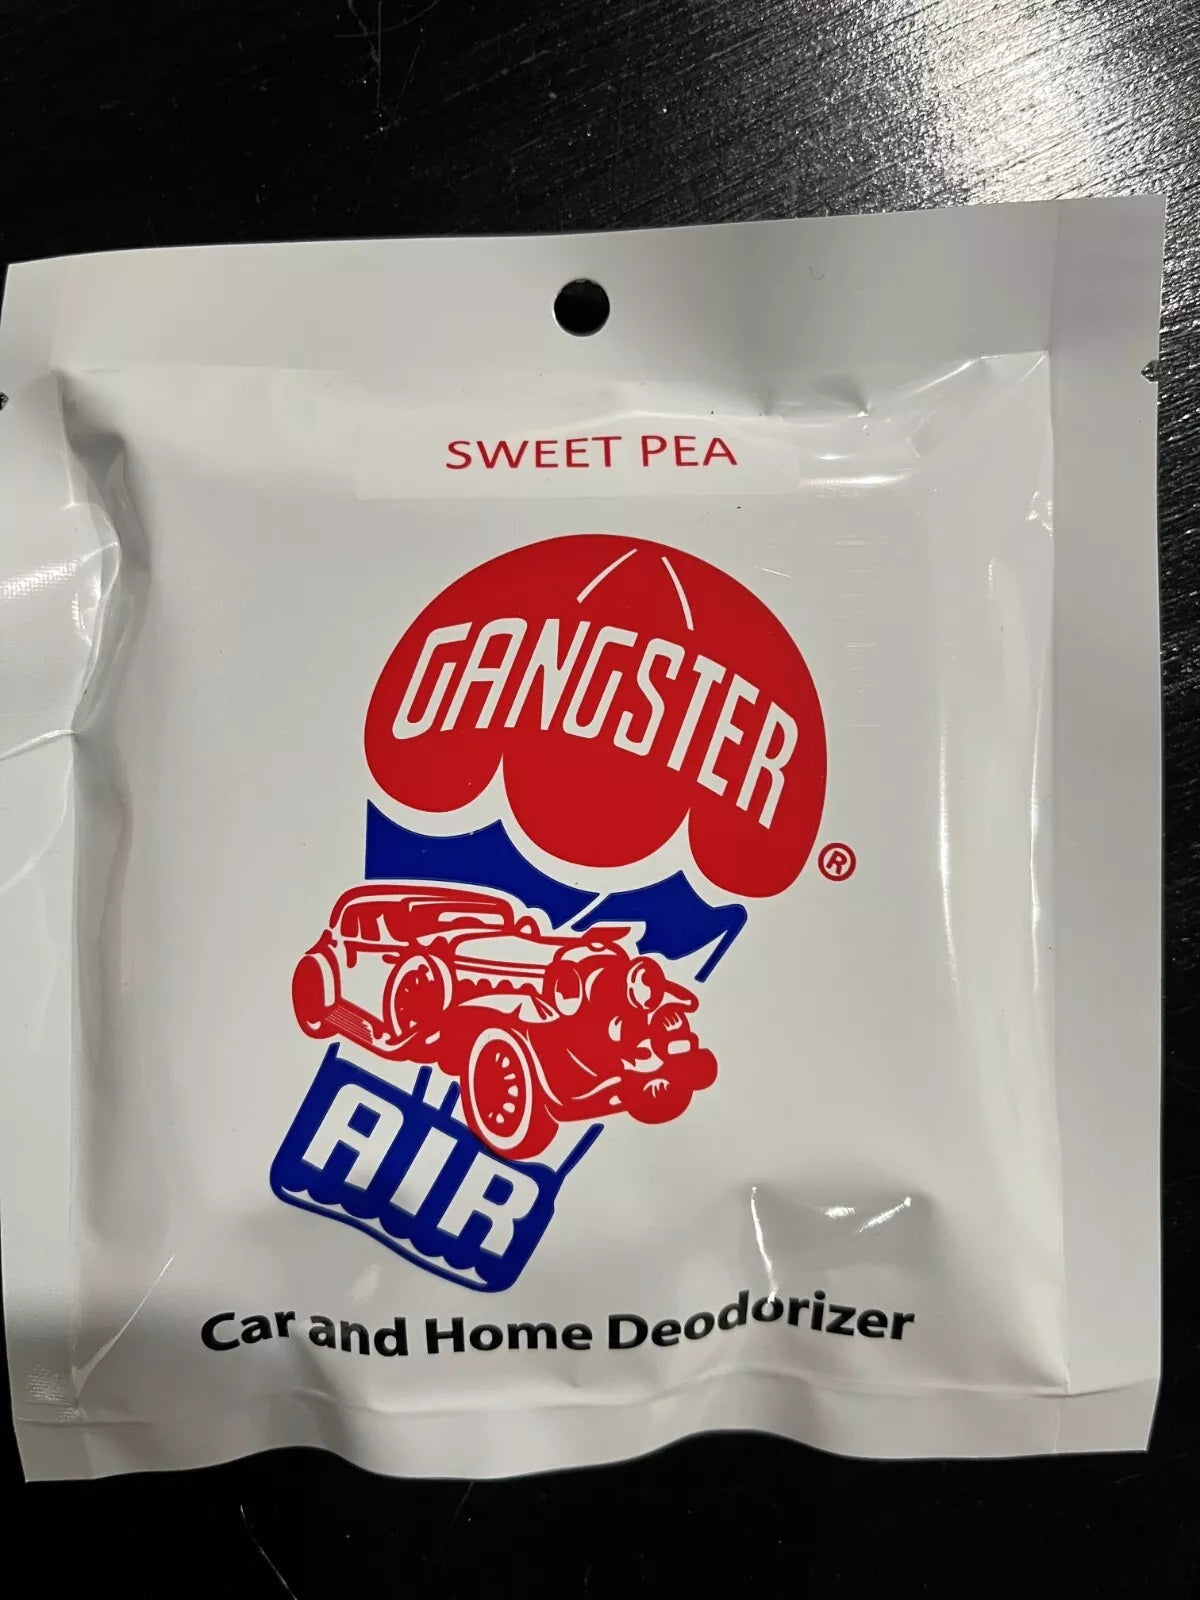 SWEET PEA
GANGSTER
®
AIR
Car and Home Deodorizer